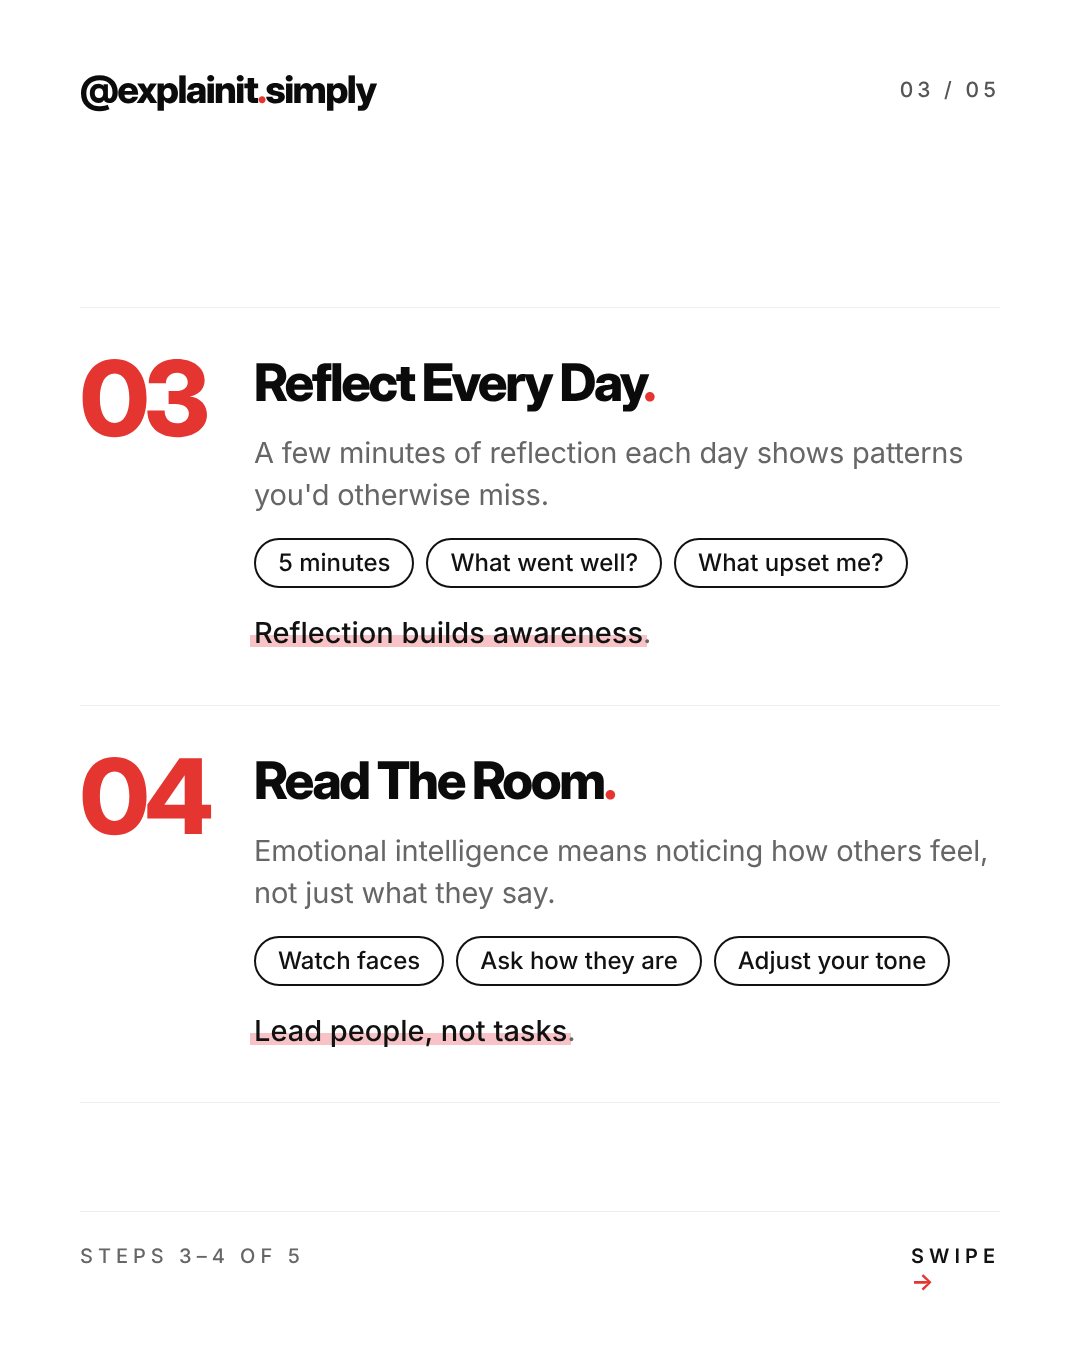 @explainit.simply
03 / 05
03
Reflect Every Day.
A few minutes of reflection each day shows patterns
you'd otherwise miss.
5 minutes
What went well?
What upset me?
Reflection builds awareness.
04
Read The Room.
Emotional intelligence means noticing how others feel,
not just what they say.
Watch faces
Ask how they are
Adjust your tone
Lead people, not tasks.
STEPS 3–4 OF 5
SWIPE
→